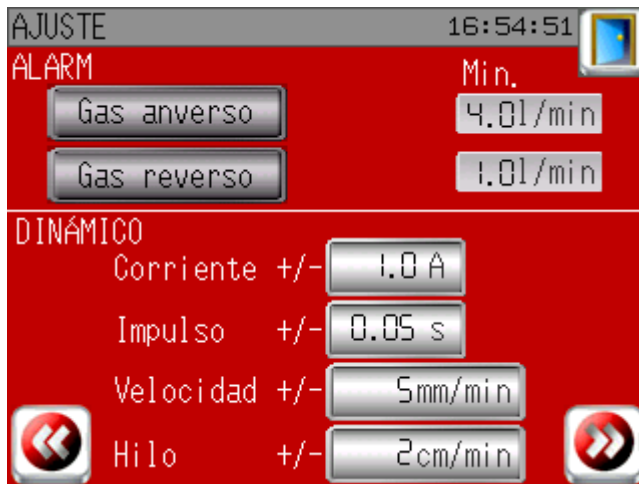 AJUSTE 16:54:51
ALARM Min.
Gas anverso 4.0l/min
Gas reverso 1.0l/min
DINÁMICO
Corriente +/- 1.0 A
Impulso +/- 0.05 s
Velocidad +/- 5mm/min
Hilo +/- 2cm/min